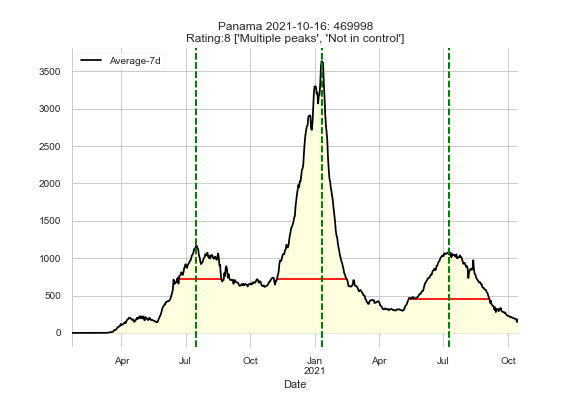 Panama 2021-10-16: 469998
Rating:8 ['Multiple peaks', 'Not in control']
Average-7d
3500
3000
2500
2000
1500
1000
500
0
Apr
Jul
Oct
Jan
2021
Apr
Jul
Oct
Date